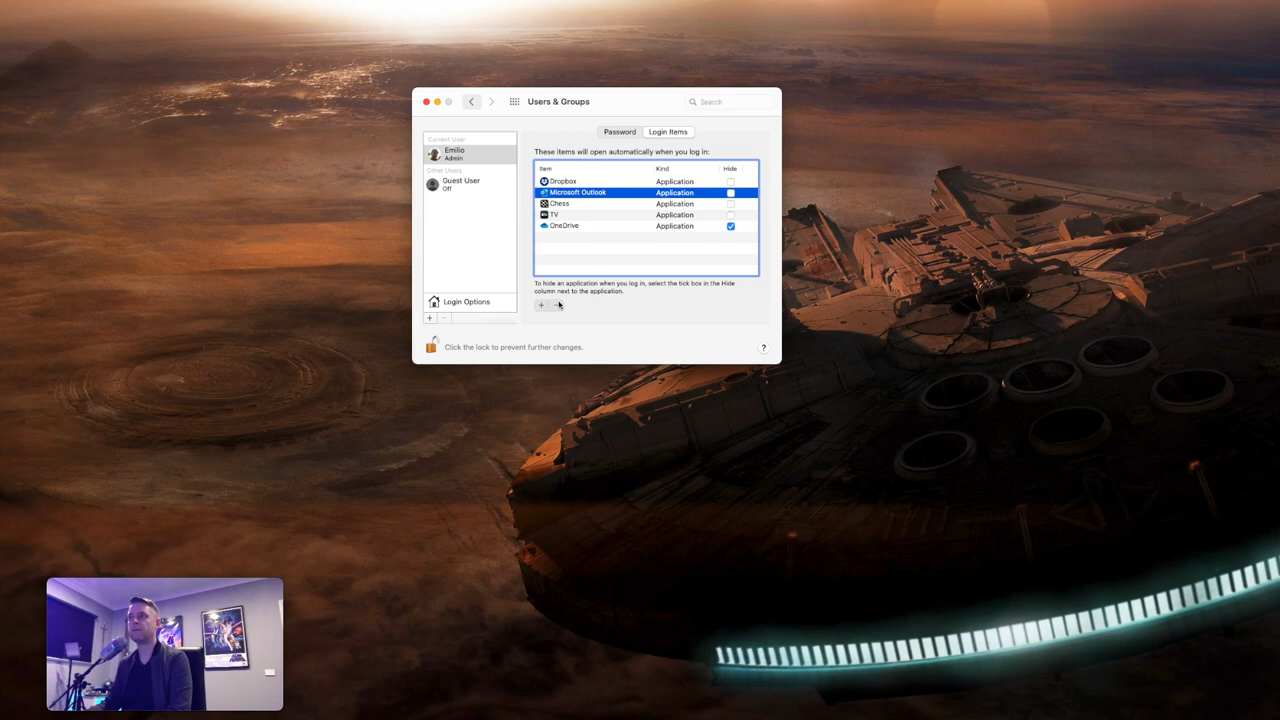 Users & Groups
Search
Current User
Emilio
Admin
Other Users
Guest User
Off
Login Options
+ −
Password
Login Items
These items will open automatically when you log in:
Item Kind Hide
Dropbox Application
Microsoft Outlook Application
Chess Application
TV Application
OneDrive Application
To hide an application when you log in, select the tick box in the Hide
column next to the application.
+ −
Click the lock to prevent further changes.
?